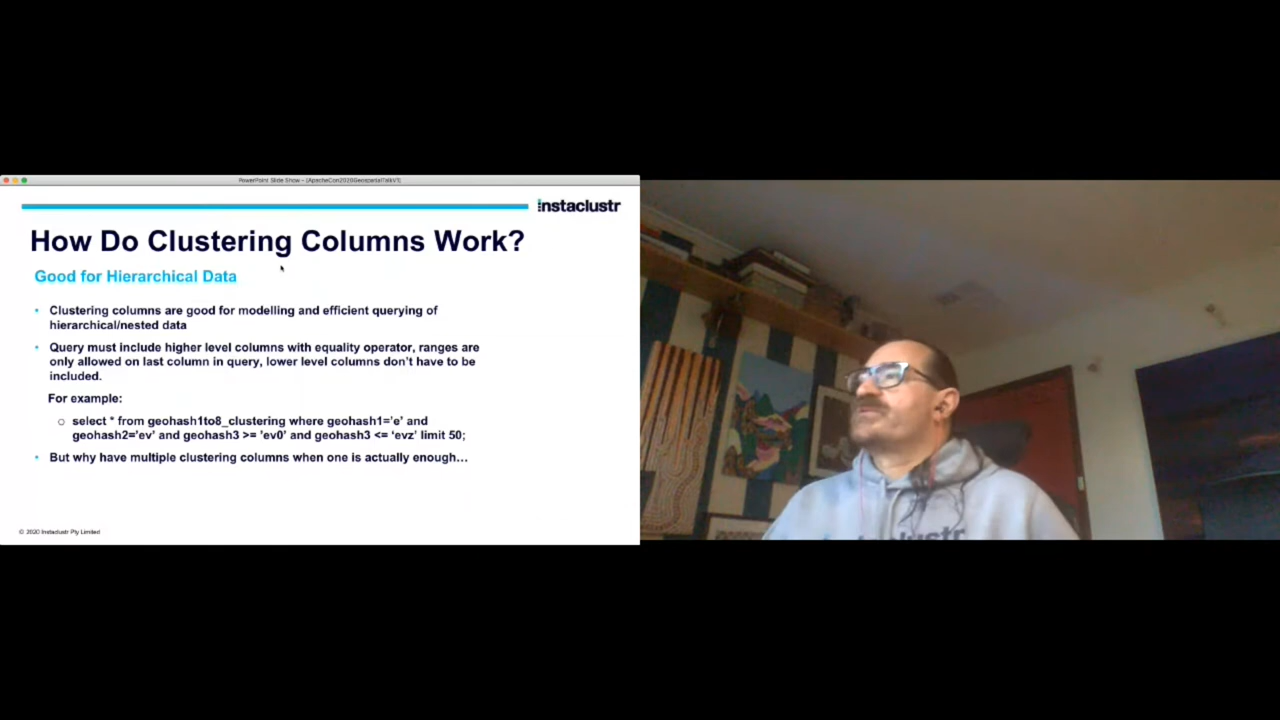 PowerPoint Slide Show - [ApacheCon2020GeospatialTalkV1]
instaclustr
How Do Clustering Columns Work?
Good for Hierarchical Data
• Clustering columns are good for modelling and efficient querying of
hierarchical/nested data
• Query must include higher level columns with equality operator, ranges are
only allowed on last column in query, lower level columns don't have to be
included.
For example:
○ select * from geohash1to8_clustering where geohash1='e' and
geohash2='ev' and geohash3 >= 'ev0' and geohash3 <= 'evz' limit 50;
• But why have multiple clustering columns when one is actually enough…
© 2020 Instaclustr Pty Limited